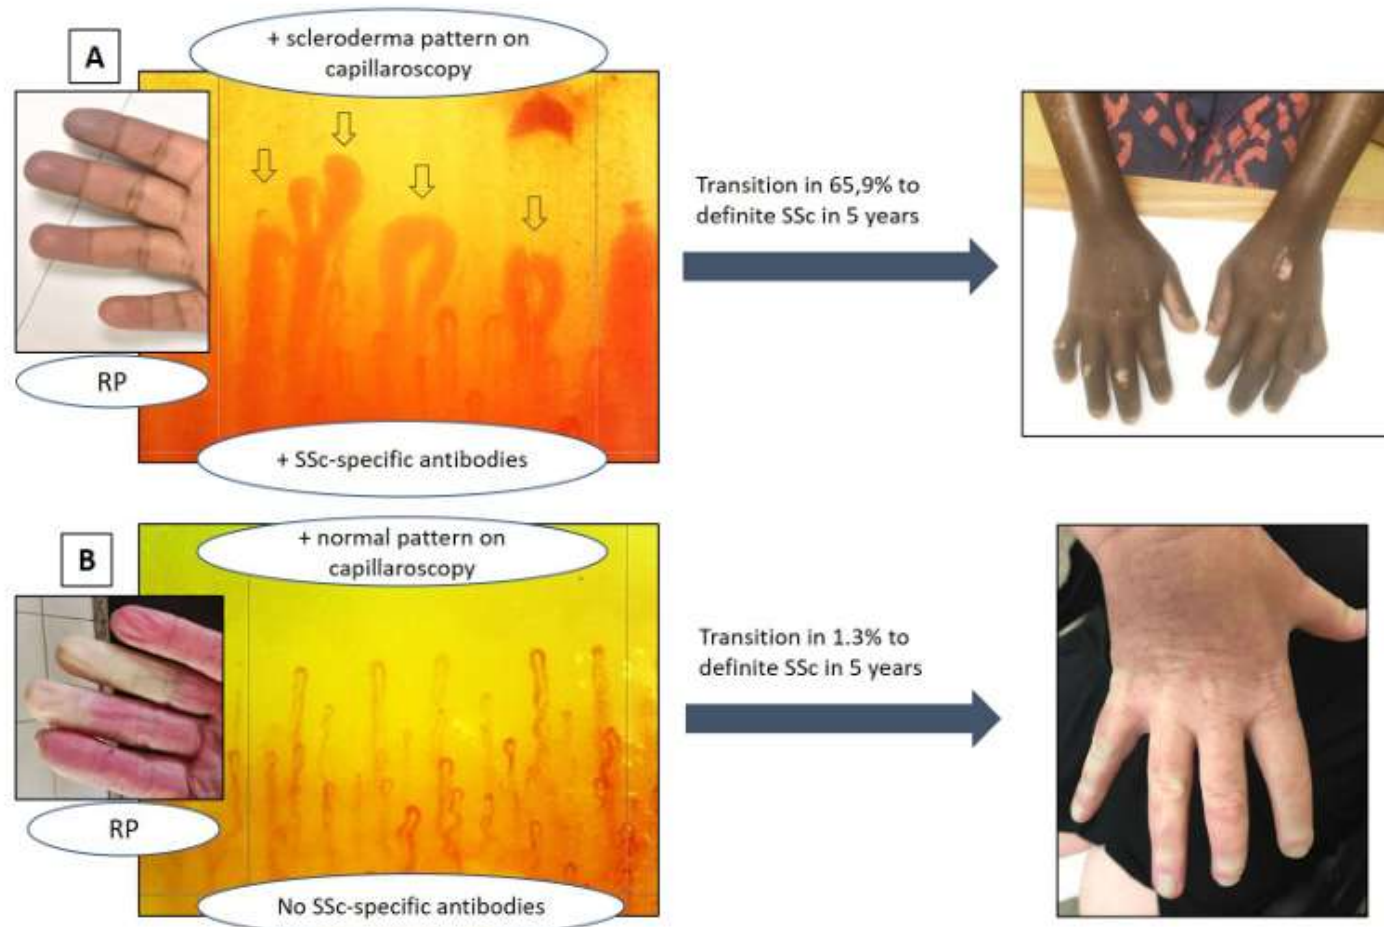 A
+ scleroderma pattern on
capillaroscopy
RP
+ SSc-specific antibodies
Transition in 65,9% to
definite SSc in 5 years
B
+ normal pattern on
capillaroscopy
RP
No SSc-specific antibodies
Transition in 1.3% to
definite SSc in 5 years